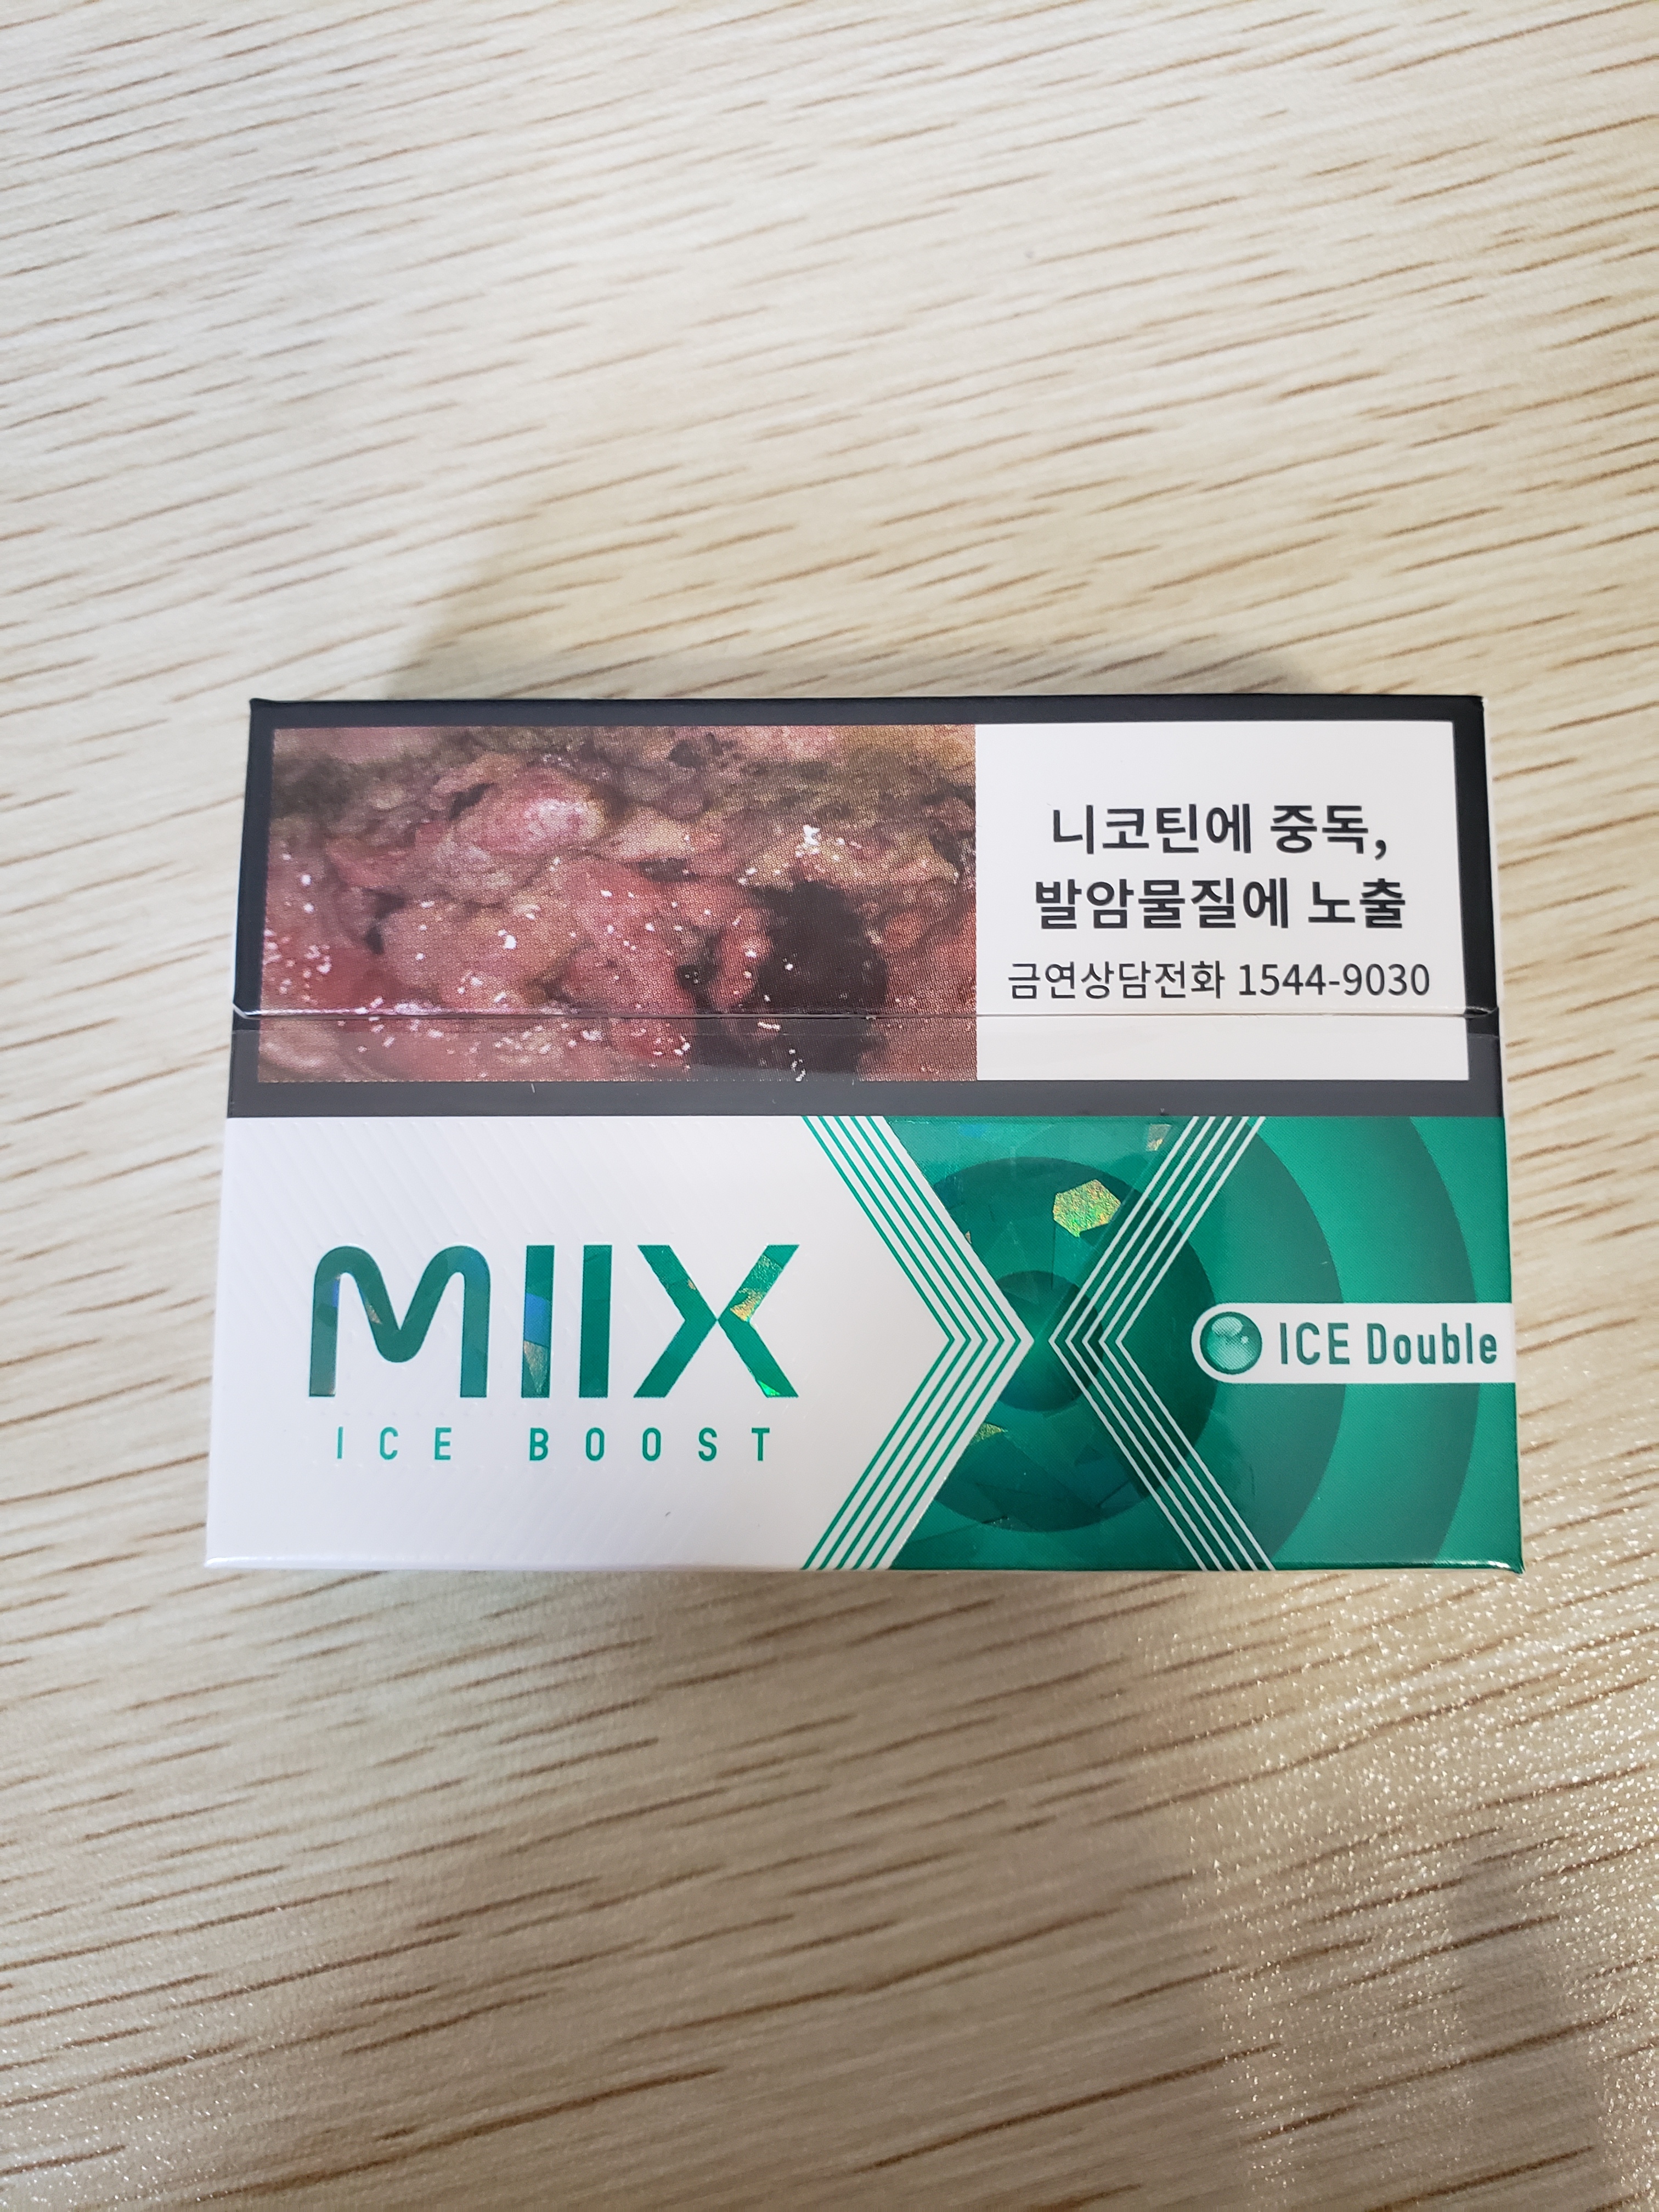 니코틴에 중독,
발암물질에 노출
금연상담전화 1544-9030
MIIX
ICE BOOST
ICE Double